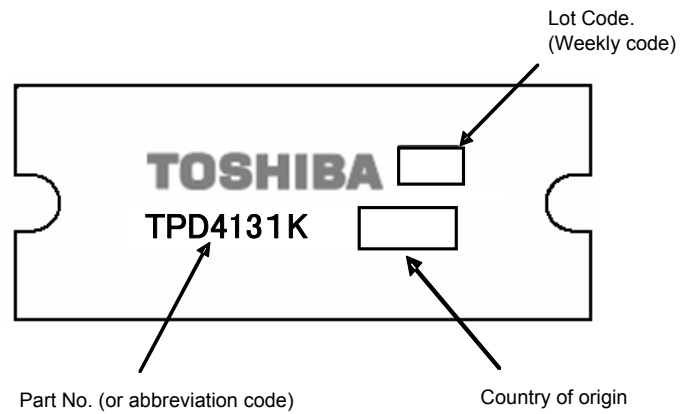 Lot Code.
(Weekly code)
TOSHIBA
TPD4131K
Part No. (or abbreviation code)
Country of origin